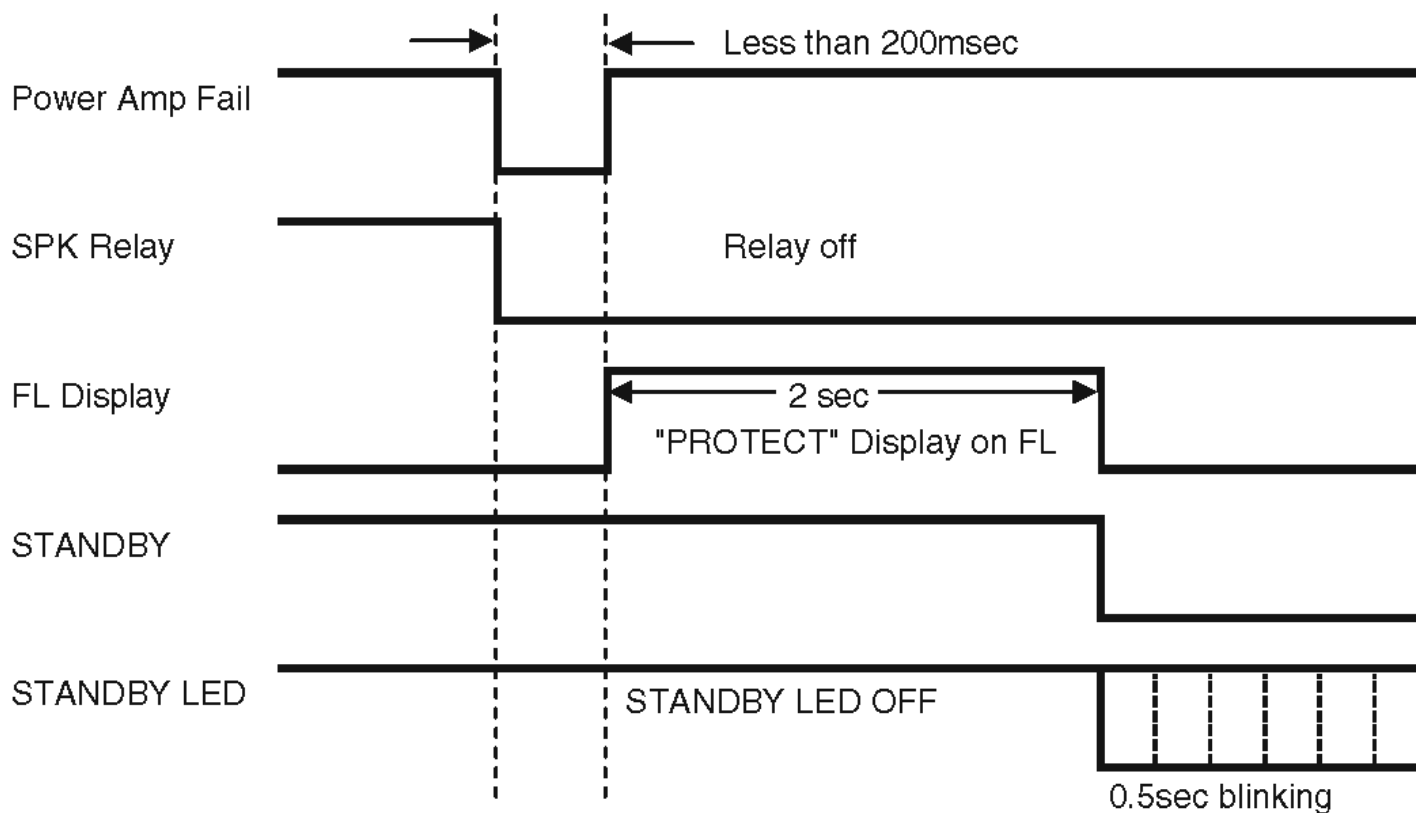 Less than 200msec
Power Amp Fail
SPK Relay
Relay off
FL Display
2 sec
"PROTECT" Display on FL
STANDBY
STANDBY LED
STANDBY LED OFF
0.5sec blinking